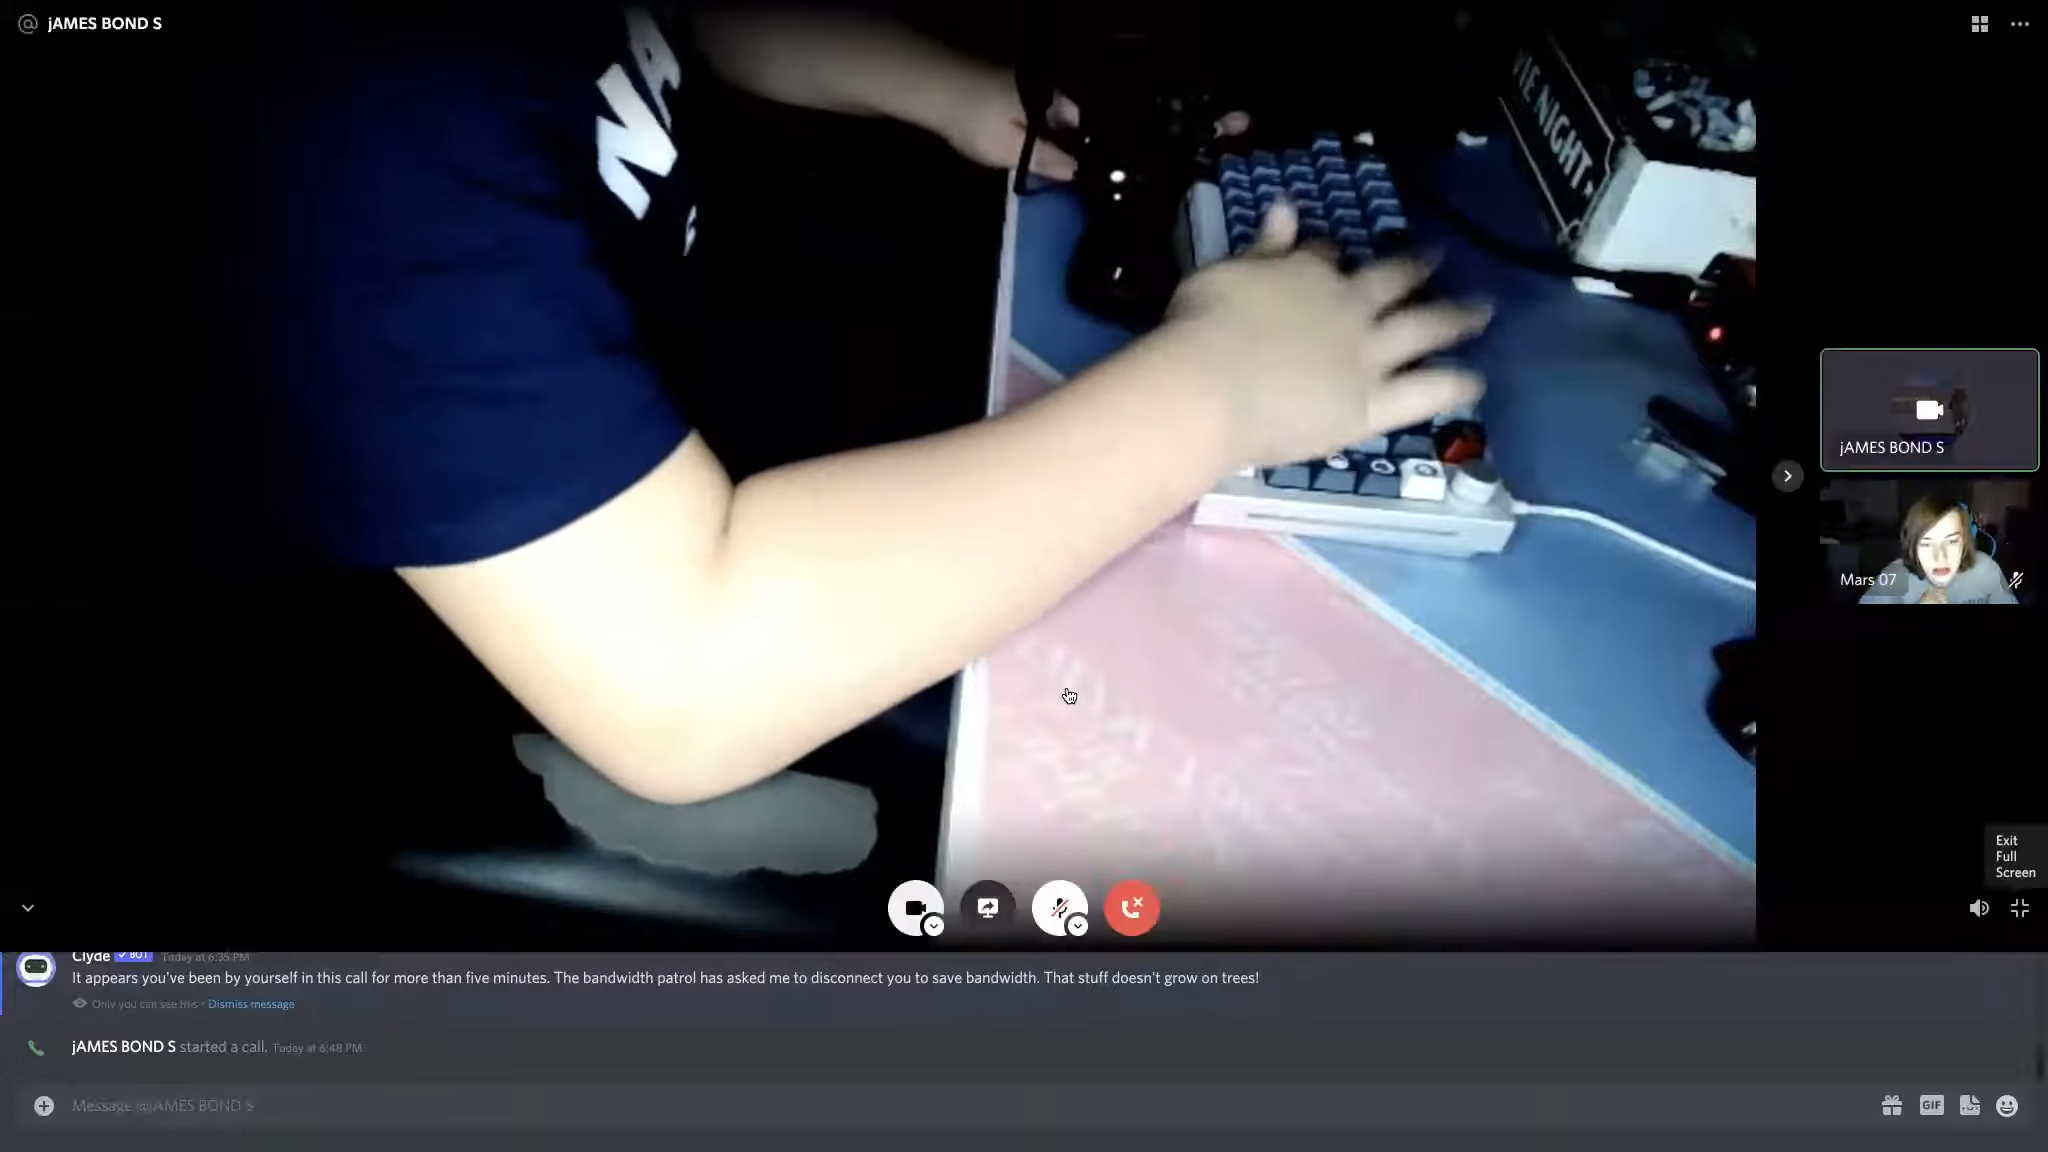 jAMES BOND S
NA
IE NIGHT
jAMES BOND S
Mars 07
Exit
Full
Screen
Clyde BOT Today at 6:35 PM
It appears you've been by yourself in this call for more than five minutes. The bandwidth patrol has asked me to disconnect you to save bandwidth. That stuff doesn't grow on trees!
Only you can see this • Dismiss message
jAMES BOND S started a call. Today at 6:48 PM
Message @jAMES BOND S
GIF